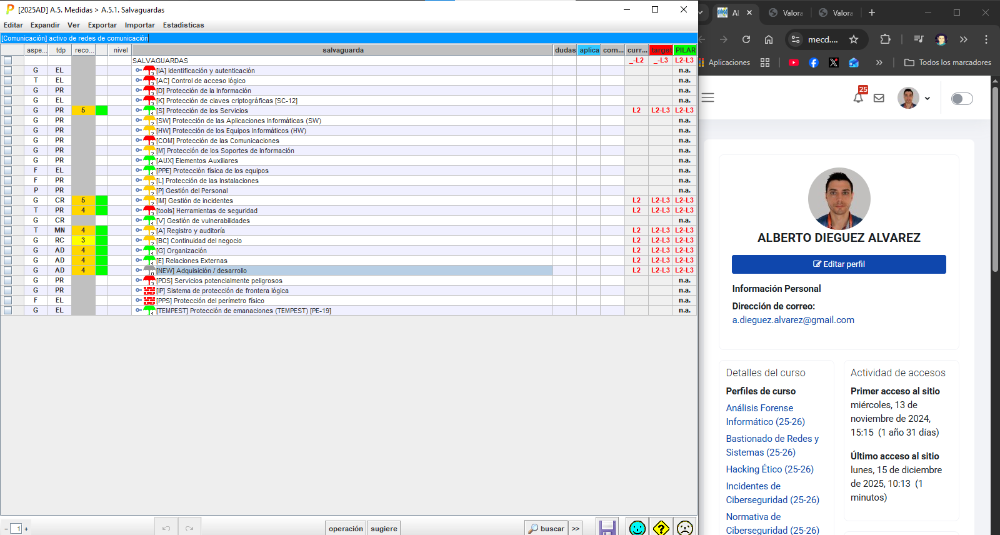 [2025AD] A.5. Medidas > A.5.1. Salvaguardas
Editar Expandir Ver Exportar Importar Estadísticas
[Comunicación] activo de redes de comunicación
aspe... tdp reco... nivel salvaguarda dudas aplica com... curr... target PILAR
SALVAGUARDAS _-L2 _-L3 L2-L3
G EL [IA] Identificación y autenticación n.a.
T EL [AC] Control de acceso lógico n.a.
G PR [D] Protección de la Información n.a.
G EL [K] Protección de claves criptográficas [SC-12] n.a.
G PR 5 [S] Protección de los Servicios L2 L2-L3 L2-L3
G PR [SW] Protección de las Aplicaciones Informáticas (SW) n.a.
G PR [HW] Protección de los Equipos Informáticos (HW) n.a.
G PR [COM] Protección de las Comunicaciones n.a.
G PR [M] Protección de los Soportes de Información n.a.
G PR [AUX] Elementos Auxiliares n.a.
F EL [PPE] Protección física de los equipos n.a.
F PR [L] Protección de las Instalaciones n.a.
P PR [P] Gestión del Personal n.a.
G CR 5 [IM] Gestión de incidentes L2 L2-L3 L2-L3
T PR 4 [tools] Herramientas de seguridad L2 L2-L3 L2-L3
G CR [V] Gestión de vulnerabilidades n.a.
T MN 4 [A] Registro y auditoría L2 L2-L3 L2-L3
G RC 3 [BC] Continuidad del negocio L2 L2-L3 L2-L3
G AD 4 [G] Organización L2 L2-L3 L2-L3
G AD 4 [E] Relaciones Externas L2 L2-L3 L2-L3
G AD 4 [NEW] Adquisición / desarrollo L2 L2-L3 L2-L3
G PR [PDS] Servicios potencialmente peligrosos n.a.
G PR [IP] Sistema de protección de frontera lógica n.a.
F EL [PPS] Protección del perímetro físico n.a.
G EL [TEMPEST] Protección de emanaciones (TEMPEST) [PE-19] n.a.
− 1 + operación sugiere buscar >>
Al Valora Valora
mecd....
Aplicaciones » Todos los marcadores
25
ALBERTO DIEGUEZ ALVAREZ
Editar perfil
Información Personal
Dirección de correo:
a.dieguez.alvarez@gmail.com
Detalles del curso
Perfiles de curso
Análisis Forense
Informático (25-26)
Bastionado de Redes y
Sistemas (25-26)
Hacking Ético (25-26)
Incidentes de
Ciberseguridad (25-26)
Normativa de
Ciberseguridad (25-26)
Actividad de accesos
Primer acceso al sitio
miércoles, 13 de
noviembre de 2024,
15:15 (1 año 31 días)
Último acceso al sitio
lunes, 15 de diciembre
de 2025, 10:13 (1
minutos)